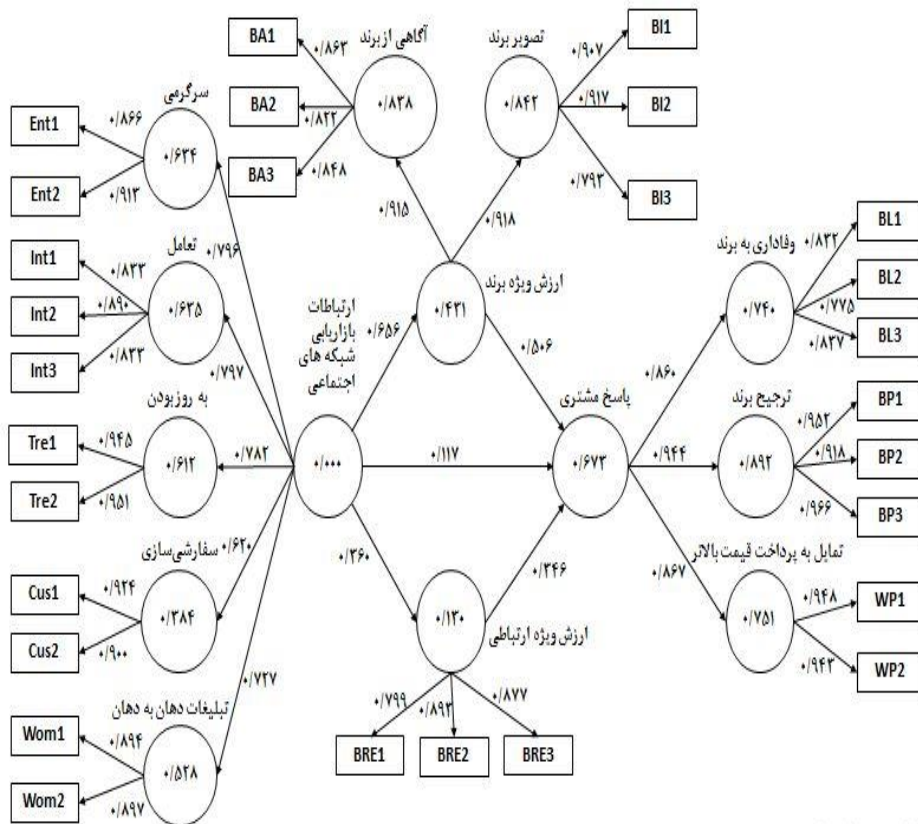 BA1
۰/۸۶۳
آگاهی از برند
۰/۸۳۸
BA2
۰/۸۲۲
BA3
۰/۸۴۸
تصویر برند
۰/۸۴۲
BI1
۰/۹۰۷
BI2
۰/۹۱۷
BI3
۰/۷۹۳
سرگرمی
Ent1
۰/۸۶۶
۰/۶۳۴
Ent2
۰/۹۱۳
۰/۷۹۶
۰/۹۱۵
۰/۹۱۸
تعامل
Int1
۰/۸۳۳
Int2
۰/۸۹۰
۰/۶۳۵
Int3
۰/۸۳۳
۰/۷۹۷
ارتباطات
بازاریابی
شبکه های
اجتماعی
۰/۰۰۰
۰/۶۵۶
ارزش ویژه برند
۰/۴۳۱
۰/۵۰۶
وفاداری به برند
۰/۷۴۰
BL1
۰/۸۳۲
BL2
۰/۷۷۵
BL3
۰/۸۳۷
۰/۸۶۰
به روز بودن
Tre1
۰/۹۴۵
۰/۶۱۲
Tre2
۰/۹۵۱
۰/۷۸۲
۰/۱۱۷
پاسخ مشتری
۰/۶۷۳
۰/۹۴۴
ترجیح برند
۰/۸۹۲
BP1
۰/۹۵۲
BP2
۰/۹۱۸
BP3
۰/۹۶۶
سفارشی‌سازی
Cus1
۰/۹۲۴
۰/۳۸۴
Cus2
۰/۹۰۰
۰/۶۲۰
۰/۳۶۰
۰/۳۴۶
۰/۸۶۷
تمایل به پرداخت قیمت بالاتر
۰/۷۵۱
WP1
۰/۹۴۸
WP2
۰/۹۴۳
ارزش ویژه ارتباطی
۰/۱۳۰
۰/۷۹۹
۰/۸۹۳
۰/۸۷۷
BRE1
BRE2
BRE3
۰/۷۲۷
تبلیغات دهان به دهان
Wom1
۰/۸۹۴
۰/۵۲۸
Wom2
۰/۸۹۷